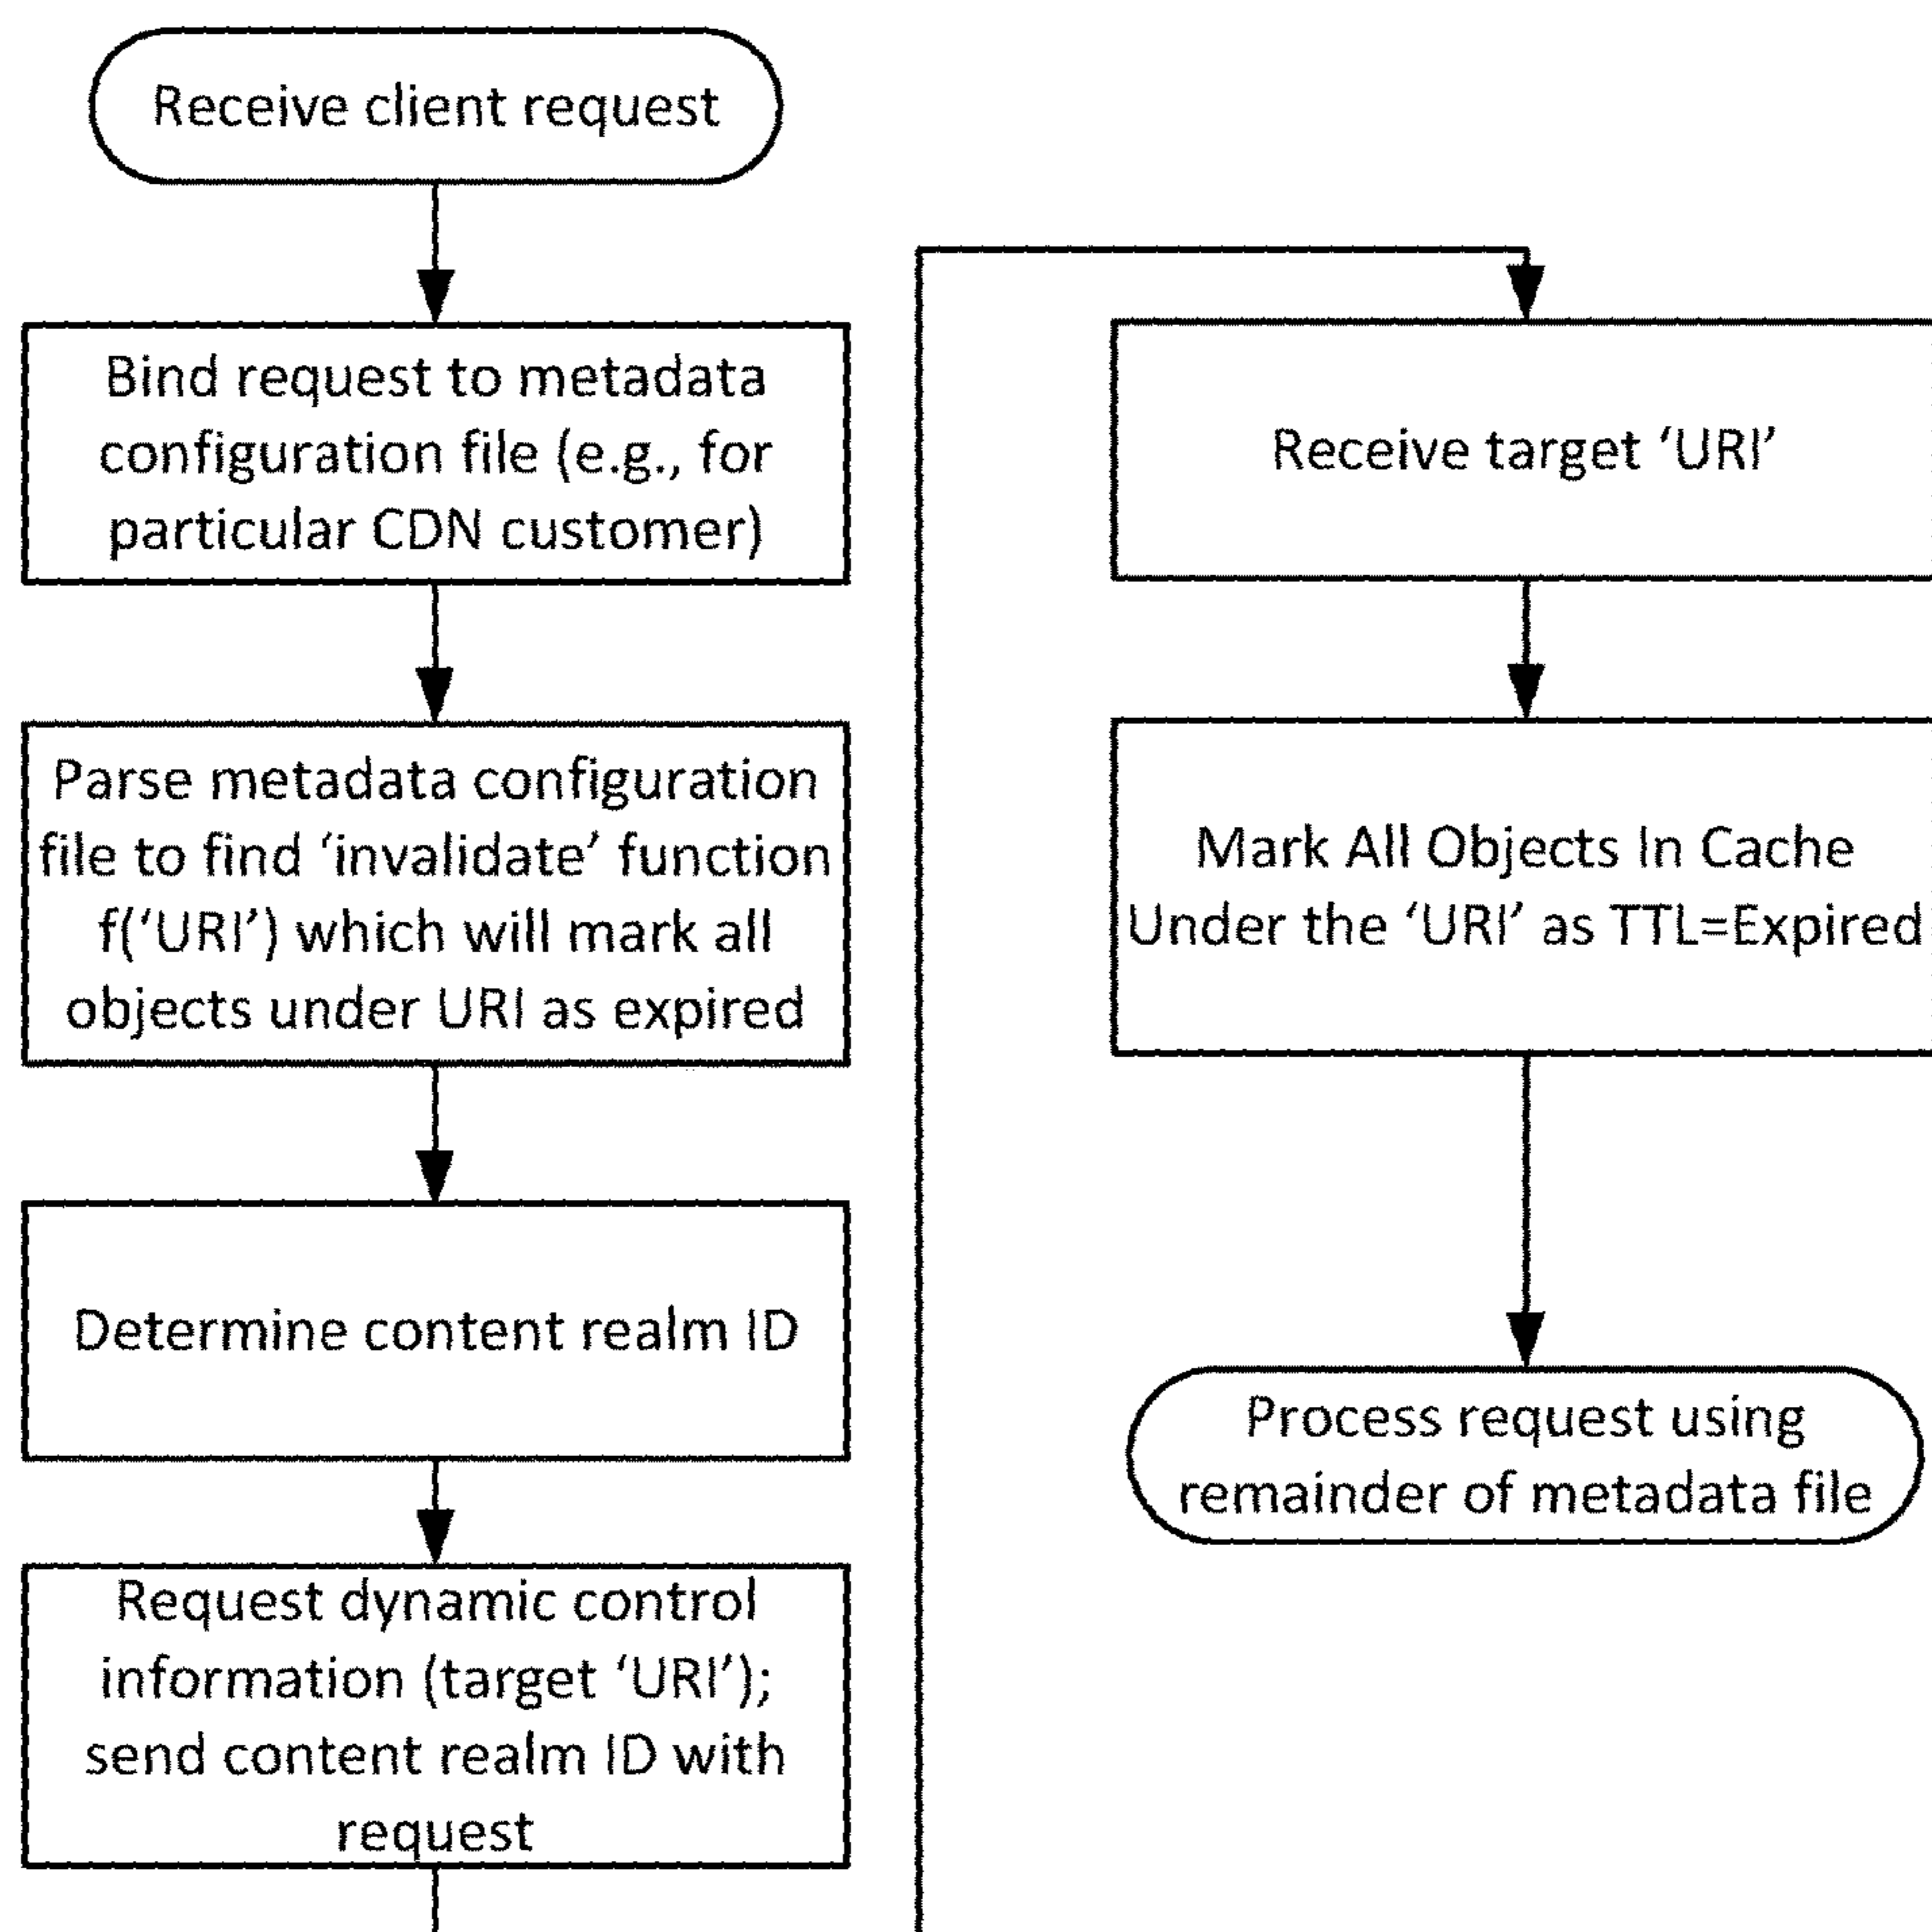 Receive client request
Bind request to metadata
configuration file (e.g., for
particular CDN customer)
Parse metadata configuration
file to find ‘invalidate’ function
f(‘URI’) which will mark all
objects under URI as expired
Determine content realm ID
Request dynamic control
information (target ‘URI’);
send content realm ID with
request
Receive target ‘URI’
Mark All Objects In Cache
Under the ‘URI’ as TTL=Expired
Process request using
remainder of metadata file